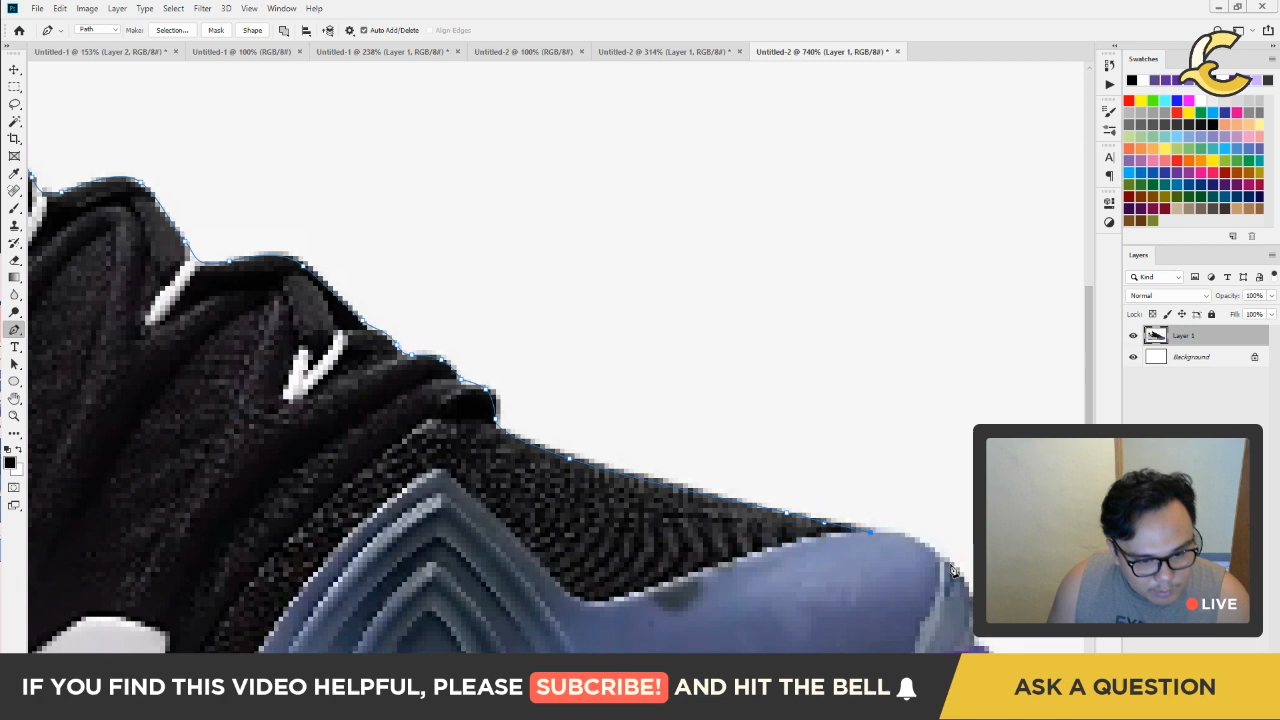 Ps File Edit Image Layer Type Select Filter 3D View Window Help
Path Make: Selection... Mask Shape Auto Add/Delete Align Edges
Untitled-1 @ 153% (Layer 2, RGB/8#) * Untitled-1 @ 100% (RGB/8#) Untitled-1 @ 238% (Layer 1, RGB/8#) * Untitled-2 @ 100% (RGB/8#) Untitled-2 @ 314% (Layer 1, RGB/8#) * Untitled-2 @ 740% (Layer 1, RGB/8#) *
Swatches
Layers
Kind
Normal Opacity: 100%
Lock: Fill: 100%
Layer 1
Background
LIVE
IF YOU FIND THIS VIDEO HELPFUL, PLEASE SUBCRIBE! AND HIT THE BELL
ASK A QUESTION